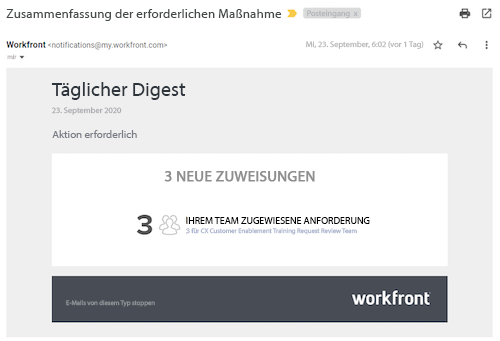 Zusammenfassung der erforderlichen Maßnahme Posteingang x
Workfront <notifications@my.workfront.com> Mi, 23. September, 6:02 (vor 1 Tag)
mir
Täglicher Digest
23. September 2020
Aktion erforderlich
3 NEUE ZUWEISUNGEN
3 IHREM TEAM ZUGEWIESENE ANFORDERUNG
3 für CX Customer Enablement Training Request Review Team
E-Mails von diesem Typ stoppen workfront